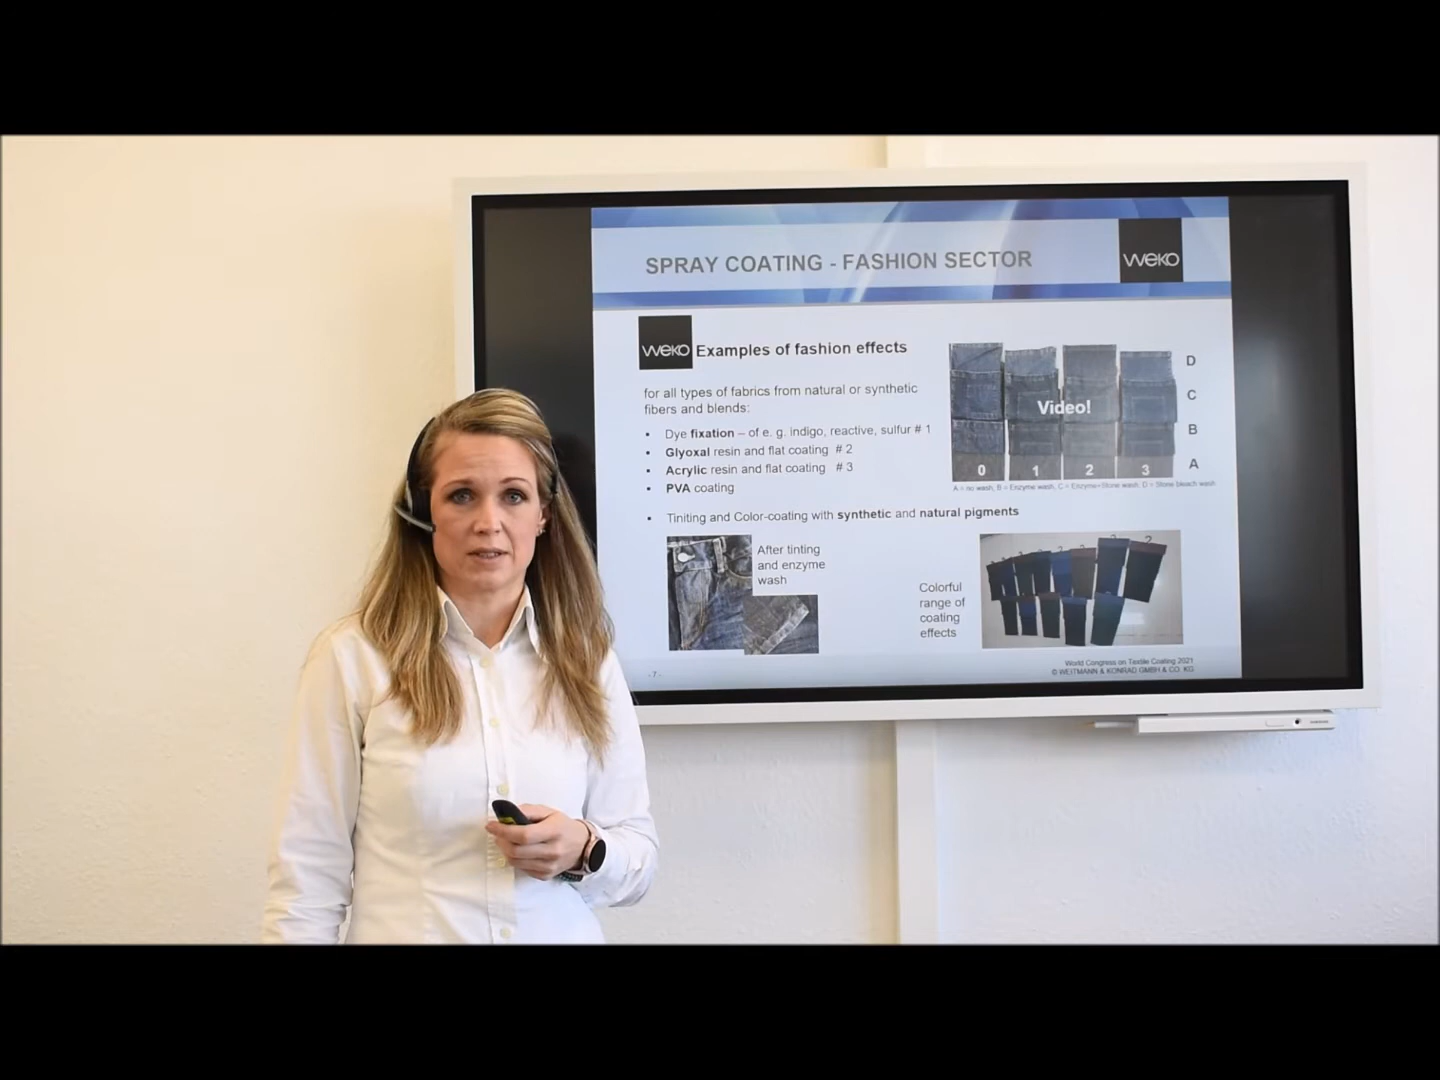 SPRAY COATING - FASHION SECTOR
weko
weko Examples of fashion effects
for all types of fabrics from natural or synthetic
fibers and blends:
• Dye fixation – of e. g. indigo, reactive, sulfur # 1
• Glyoxal resin and flat coating # 2
• Acrylic resin and flat coating # 3
• PVA coating
• Tiniting and Color-coating with synthetic and natural pigments
D
C
B
A
Video!
0 1 2 3
A = no wash, B = Enzyme wash, C = Enzyme+Stone wash, D = Stone bleach wash
After tinting
and enzyme
wash
Colorful
range of
coating
effects
- 7 -
World Congress on Textile Coating 2021
© WEITMANN & KONRAD GMBH & CO. KG